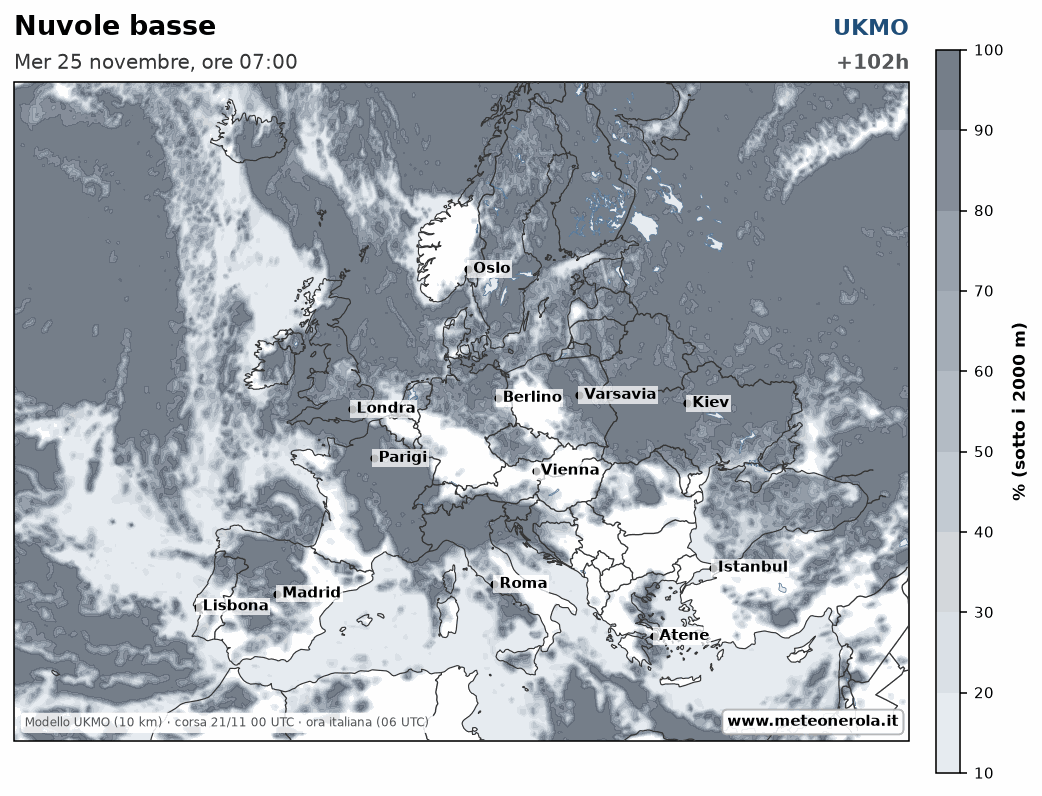 Nuvole basse
UKMO
Mer 25 novembre, ore 07:00
+102h
100
90
80
70
60
50
40
30
20
10
% (sotto i 2000 m)
Oslo
Berlino
Varsavia
Kiev
Londra
Parigi
Vienna
Istanbul
Roma
Madrid
Lisbona
Atene
Modello UKMO (10 km) · corsa 21/11 00 UTC · ora italiana (06 UTC)
www.meteonerola.it